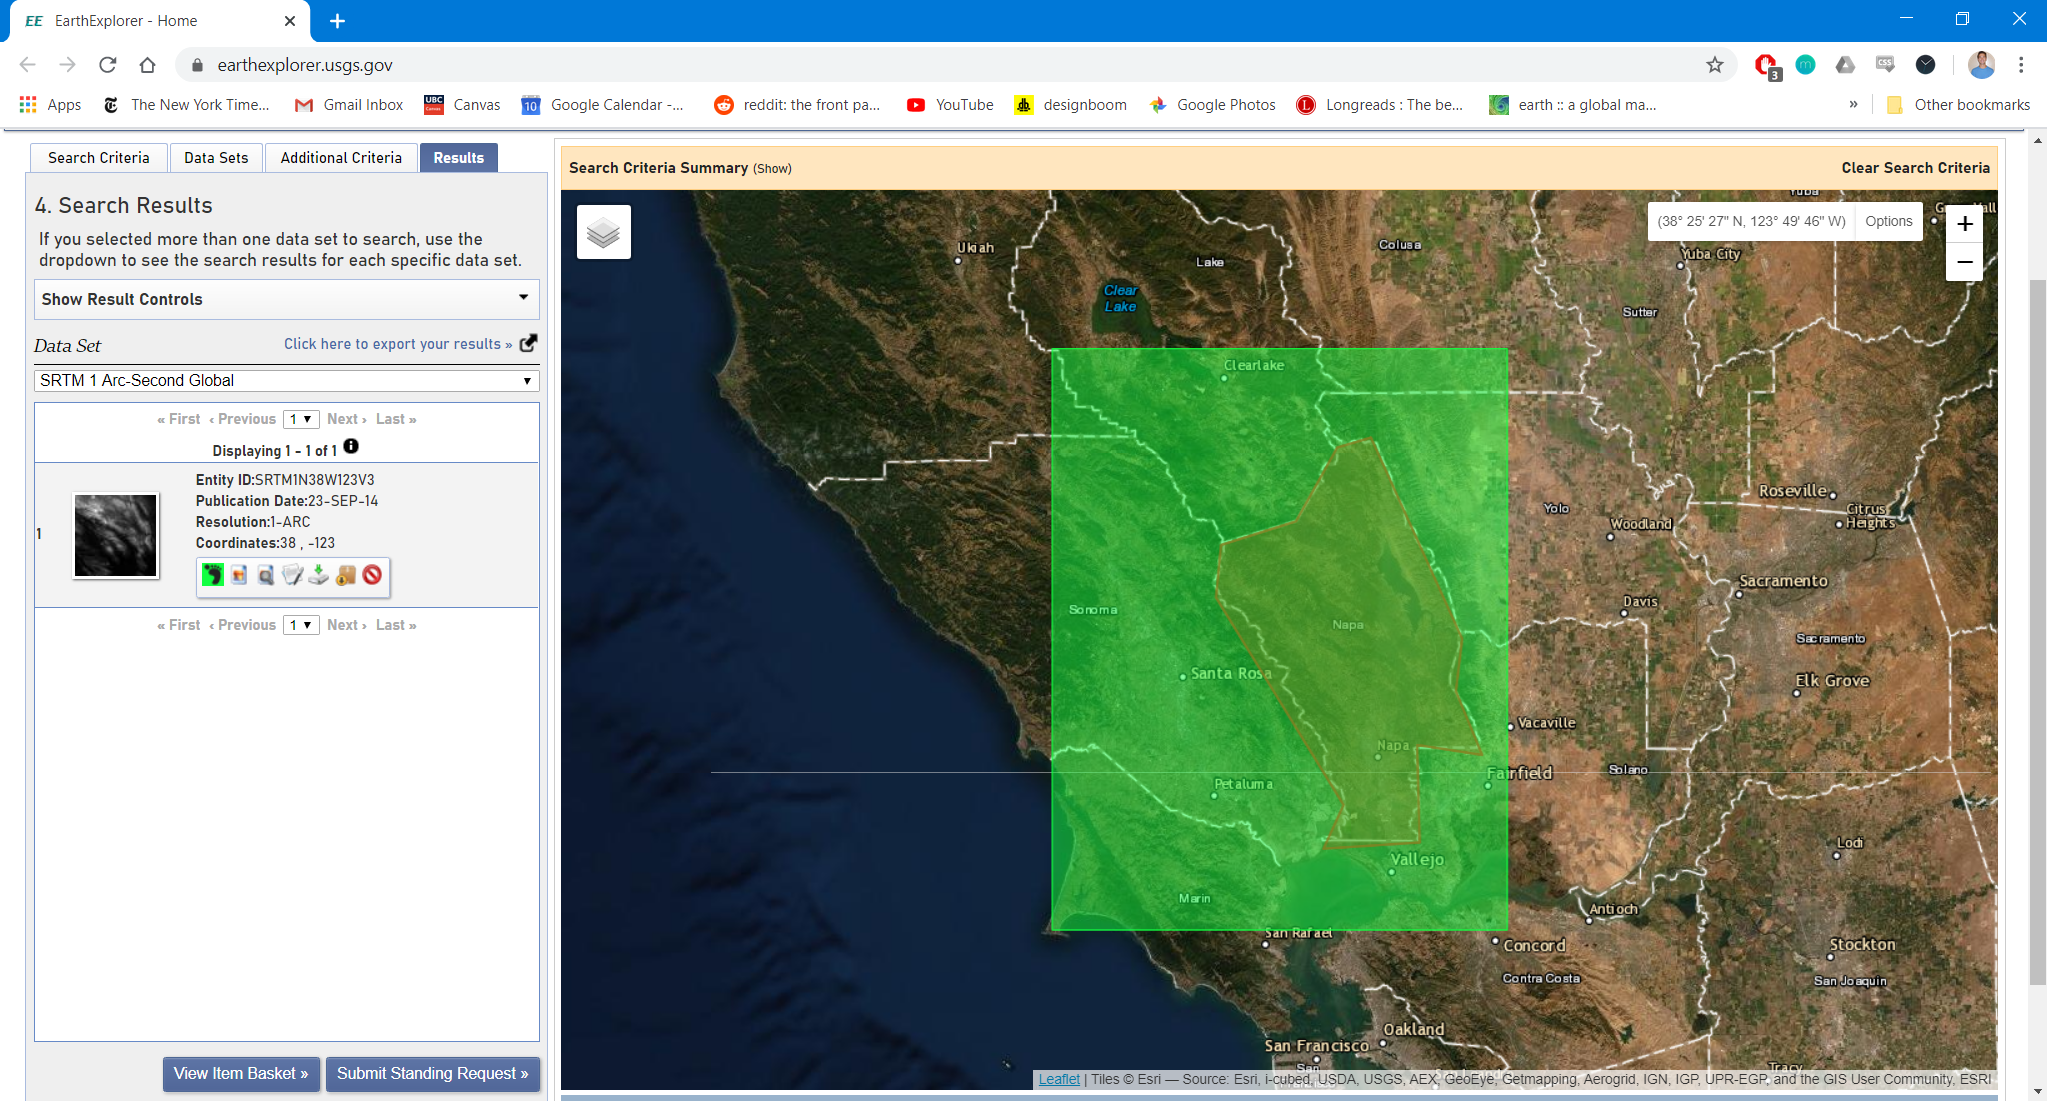 EE EarthExplorer - Home
earthexplorer.usgs.gov
3
Apps
The New York Time...
Gmail Inbox
UBC Canvas
Canvas
10
Google Calendar -...
reddit: the front pa...
YouTube
designboom
Google Photos
L
Longreads : The be...
earth :: a global ma...
»
Other bookmarks
Search Criteria
Data Sets
Additional Criteria
Results
4. Search Results
If you selected more than one data set to search, use the
dropdown to see the search results for each specific data set.
Show Result Controls
Data Set
Click here to export your results »
SRTM 1 Arc-Second Global
« First ‹ Previous 1 Next › Last »
Displaying 1 - 1 of 1
1
Entity ID:SRTM1N38W123V3
Publication Date:23-SEP-14
Resolution:1-ARC
Coordinates:38 , -123
« First ‹ Previous 1 Next › Last »
View Item Basket »
Submit Standing Request »
Search Criteria Summary (Show)
Clear Search Criteria
(38° 25' 27" N, 123° 49' 46" W)
Options
+
−
Ukiah
Lake
Colusa
Yuba City
Clear
Lake
Sutter
Clearlake
Roseville
Citrus
Heights
Yolo
Woodland
Sacramento
Davis
Sonoma
Napa
Sacramento
Santa Rosa
Elk Grove
Vacaville
Napa
Fairfield
Solano
Petaluma
Lodi
Vallejo
Marin
Antioch
San Rafael
Concord
Stockton
Contra Costa
San Joaquin
Oakland
San Francisco
San
Tracy
Leaflet | Tiles © Esri — Source: Esri, i-cubed, USDA, USGS, AEX, GeoEye, Getmapping, Aerogrid, IGN, IGP, UPR-EGP, and the GIS User Community, ESRI